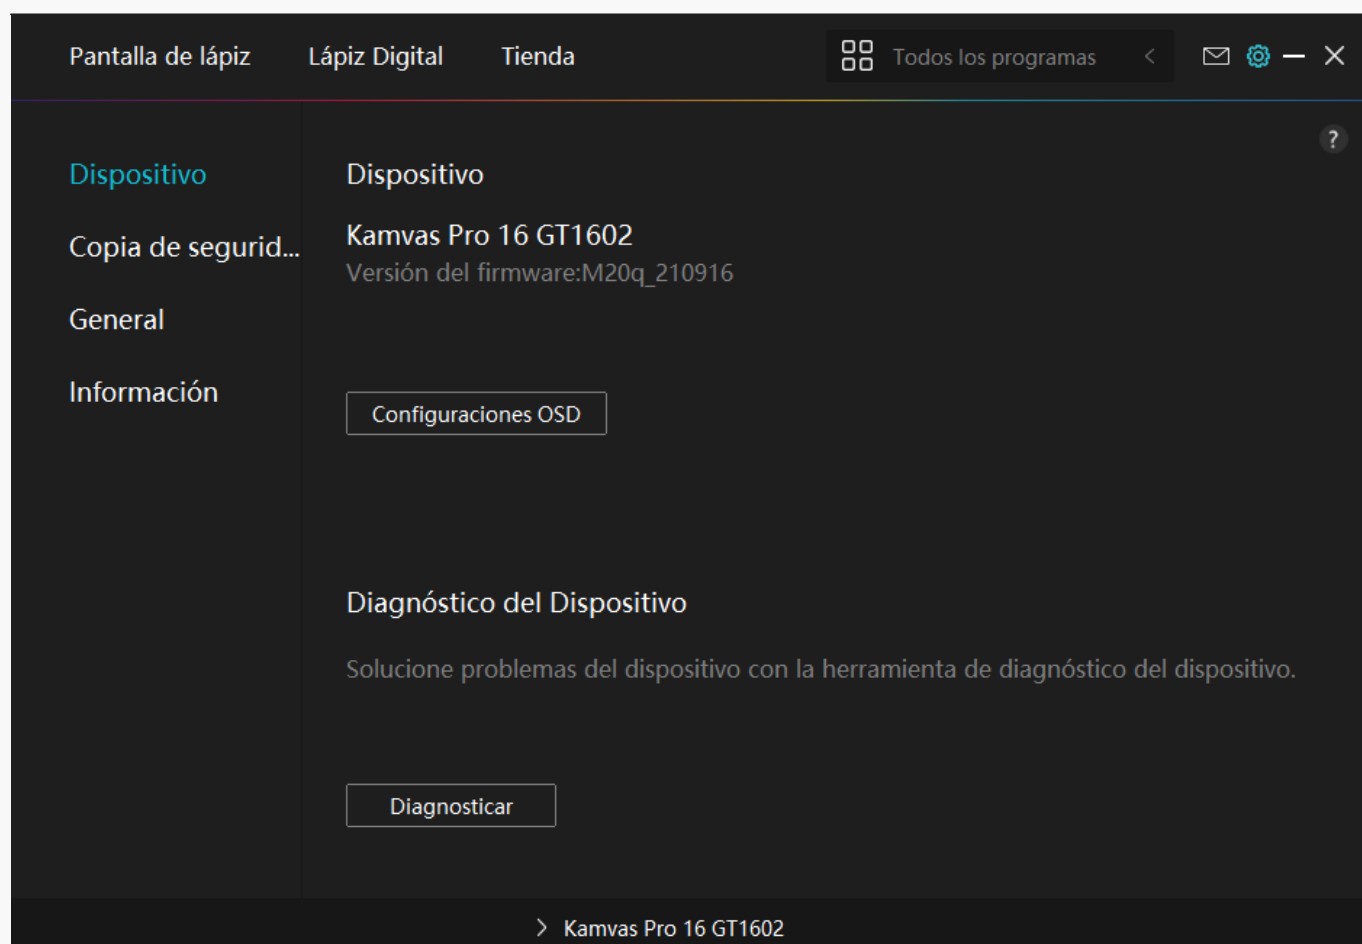 Pantalla de lápiz Lápiz Digital Tienda Todos los programas
?
Dispositivo
Copia de segurid...
General
Información
Dispositivo
Kamvas Pro 16 GT1602
Versión del firmware:M20q_210916
Configuraciones OSD
Diagnóstico del Dispositivo
Solucione problemas del dispositivo con la herramienta de diagnóstico del dispositivo.
Diagnosticar
Kamvas Pro 16 GT1602